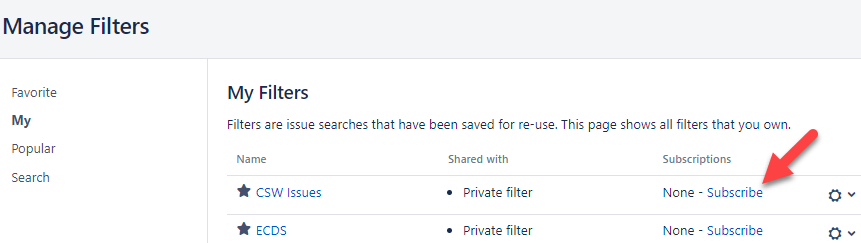 Manage Filters
Favorite
My
Popular
Search
My Filters
Filters are issue searches that have been saved for re-use. This page shows all filters that you own.
Name Shared with Subscriptions
CSW Issues • Private filter None - Subscribe
ECDS • Private filter None - Subscribe